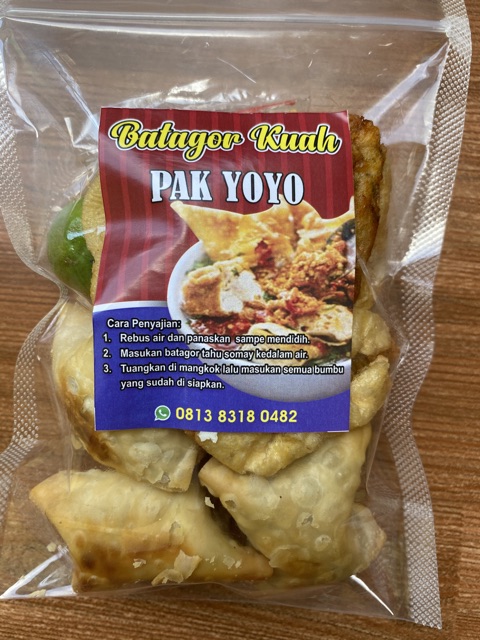 Batagor Kuah
PAK YOYO
Cara Penyajian:
1. Rebus air dan panaskan sampe mendidih.
2. Masukan batagor tahu somay kedalam air.
3. Tuangkan di mangkok lalu masukan semua bumbu
yang sudah di siapkan.
0813 8318 0482